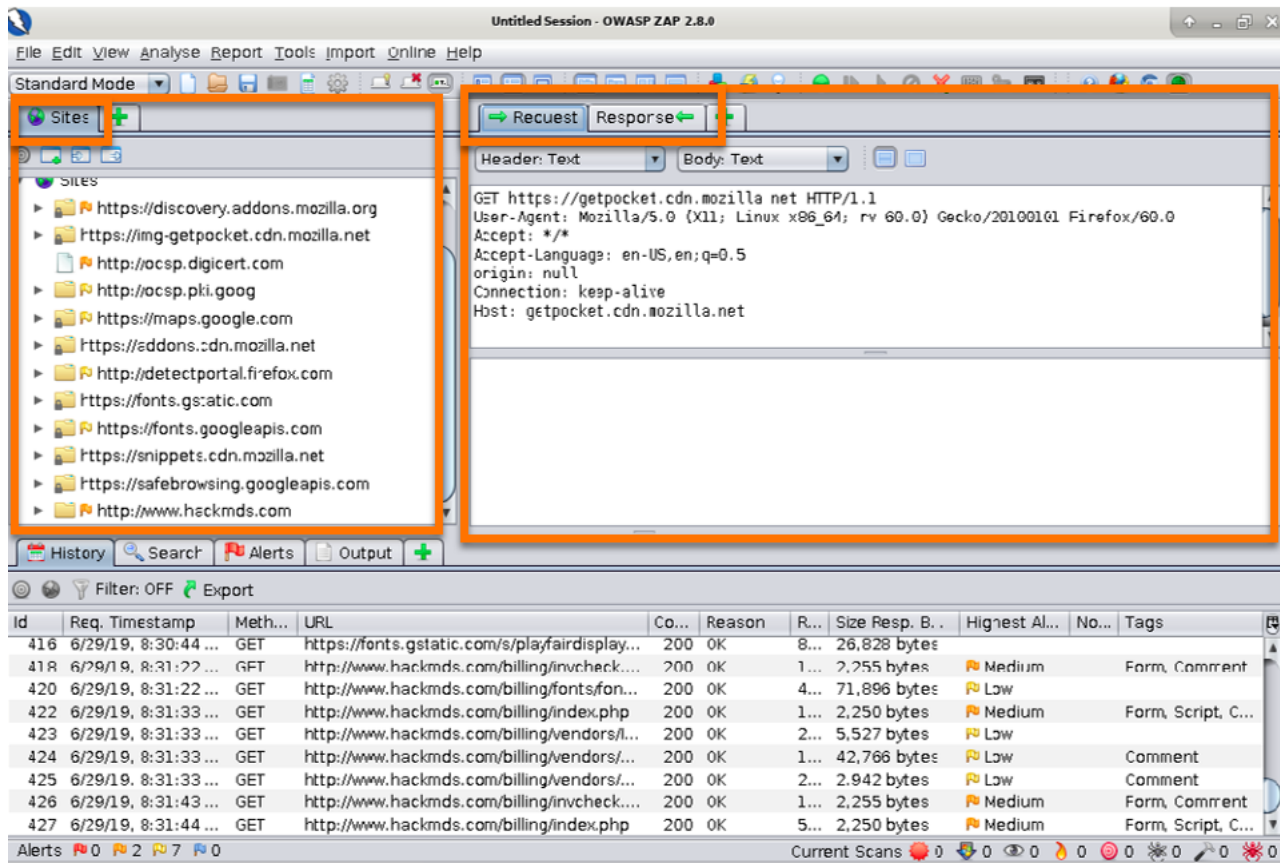 Untitled Session - OWASP ZAP 2.8.0
File Edit View Analyse Report Tools Import Online Help
Standard Mode
Sites
Request Response
Header: Text Body: Text
Sites
https://discovery.addons.mozilla.org
https://img-getpocket.cdn.mozilla.net
http://ocsp.digicert.com
http://ocsp.pki.goog
https://maps.google.com
https://addons.cdn.mozilla.net
http://detectportal.firefox.com
https://fonts.gstatic.com
https://fonts.googleapis.com
https://snippets.cdn.mozilla.net
https://safebrowsing.googleapis.com
http://www.hackmds.com
GET https://getpocket.cdn.mozilla net HTTP/1.1
User-Agent: Mozilla/5.0 (X11; Linux x86_64; rv 60.0) Gecko/20100101 Firefox/60.0
Accept: */*
Accept-Language: en-US,en;q=0.5
origin: null
Connection: keep-alive
Host: getpocket.cdn.mozilla.net
History Search Alerts Output
Filter: OFF Export
Id Req. Timestamp Meth... URL Co... Reason R... Size Resp. B.. Highest Al... No... Tags
416 6/29/19, 8:30:44 ... GET https://fonts.gstatic.com/s/playfairdisplay... 200 OK 8... 26,828 bytes
418 6/29/19, 8:31:22 ... GET http://www.hackmds.com/billing/invcheck.... 200 OK 1... 2,255 bytes Medium Form, Comment
420 6/29/19, 8:31:22 ... GET http://www.hackmds.com/billing/fonts/fon... 200 OK 4... 71,896 bytes Low
422 6/29/19, 8:31:33 ... GET http://www.hackmds.com/billing/index.php 200 OK 1... 2,250 bytes Medium Form, Script, C...
423 6/29/19, 8:31:33 ... GET http://www.hackmds.com/billing/vendors/l... 200 OK 2... 5,527 bytes Low
424 6/29/19, 8:31:33 ... GET http://www.hackmds.com/billing/vendors/... 200 OK 1... 42,766 bytes Low Comment
425 6/29/19, 8:31:33 ... GET http://www.hackmds.com/billing/vendors/... 200 OK 2... 2.942 bytes Low Comment
426 6/29/19, 8:31:43 ... GET http://www.hackmds.com/billing/invcheck.... 200 OK 1... 2,255 bytes Medium Form, Comment
427 6/29/19, 8:31:44 ... GET http://www.hackmds.com/billing/index.php 200 OK 5... 2,250 bytes Medium Form, Script, C...
Alerts 0 2 7 0 Current Scans 0 0 0 0 0 0 0 0